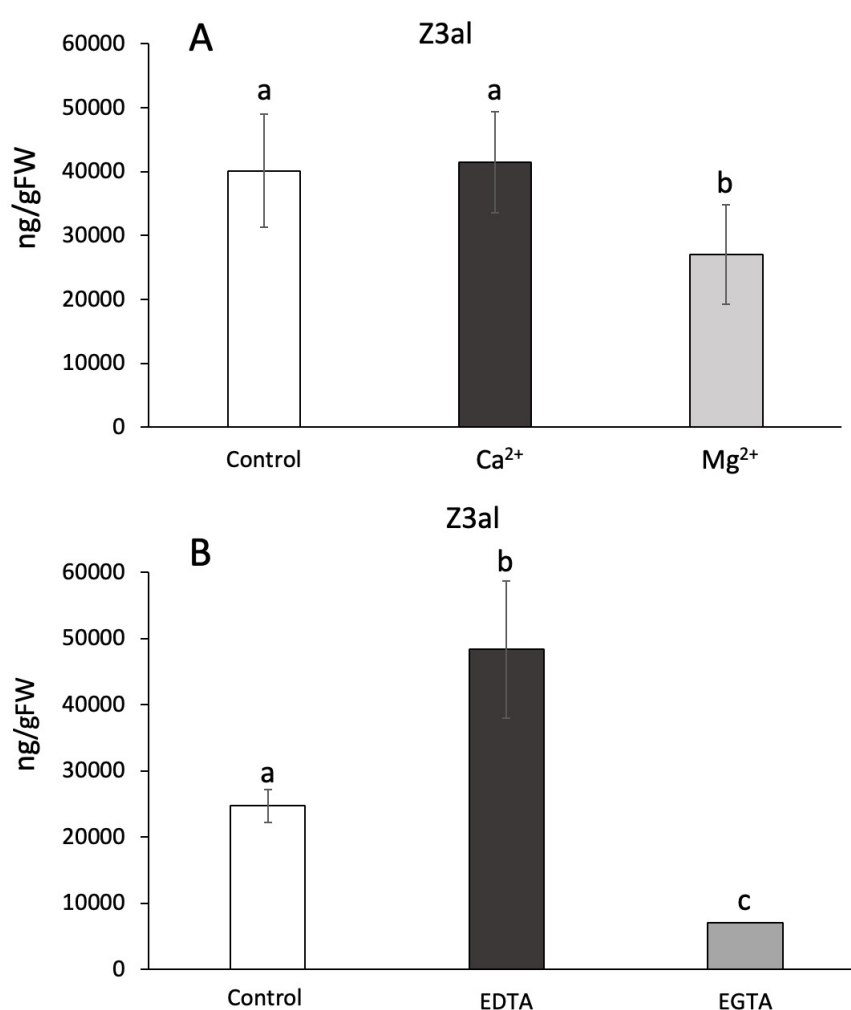 A
Z3al
60000
50000
40000
30000
20000
10000
0
ng/gFW
a
a
b
Control
Ca²⁺
Mg²⁺
Z3al
B
60000
50000
40000
30000
20000
10000
0
ng/gFW
a
b
c
Control
EDTA
EGTA